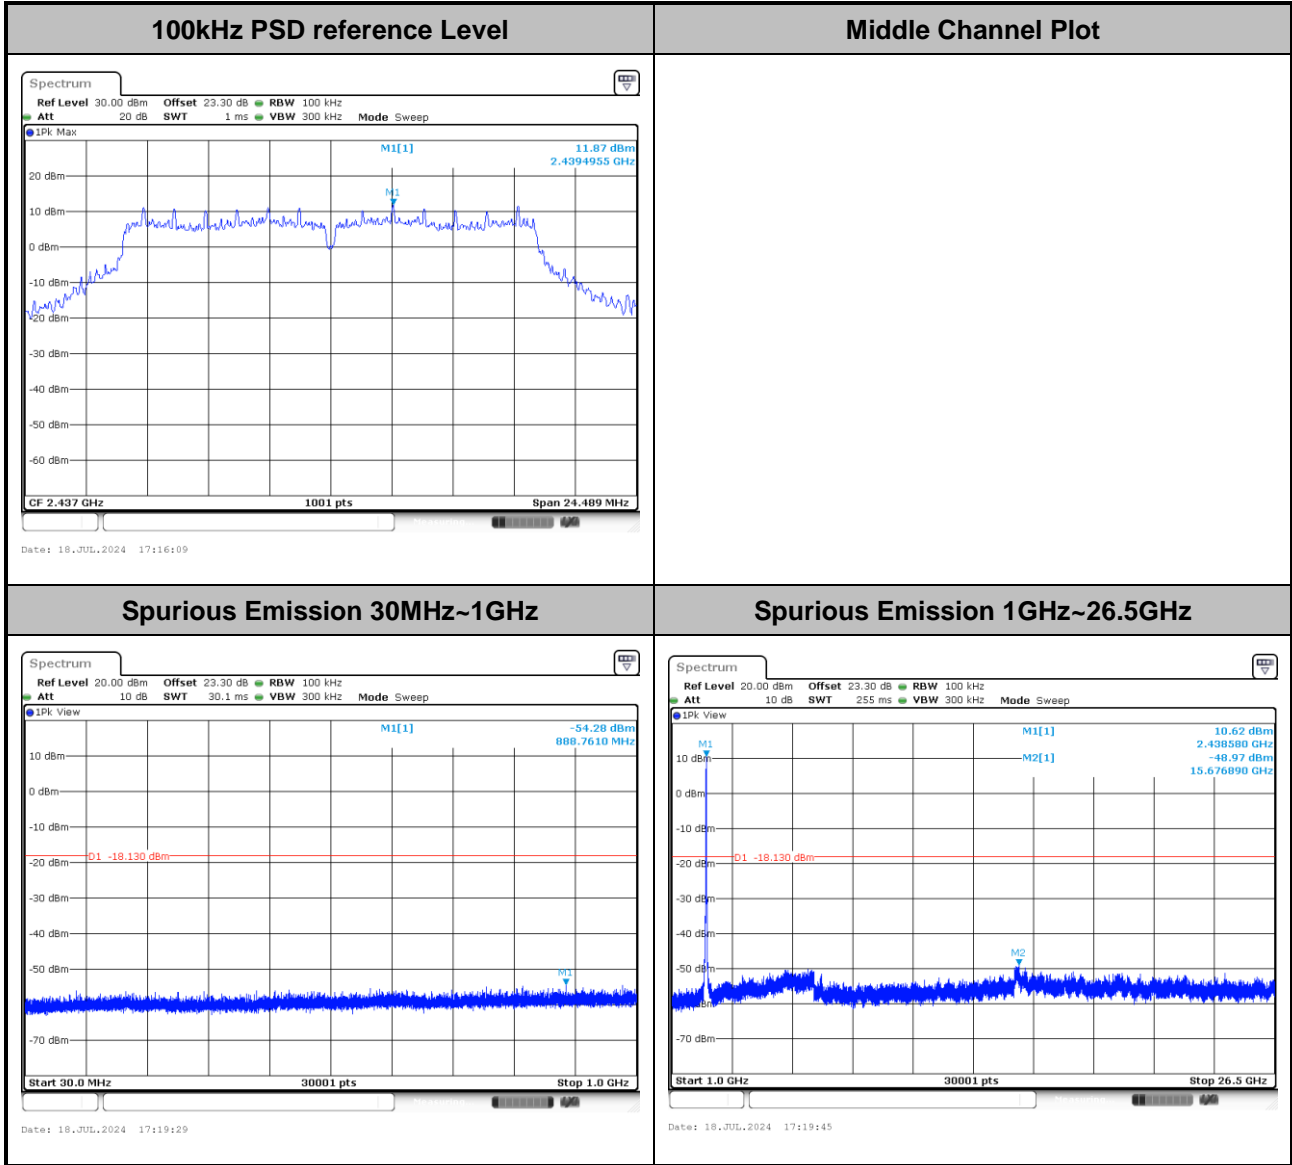 100kHz PSD reference Level
Middle Channel Plot
Spectrum
Ref Level 30.00 dBm Offset 23.30 dB RBW 100 kHz
Att 20 dB SWT 1 ms VBW 300 kHz Mode Sweep
1Pk Max
M1[1] 11.87 dBm
2.4394955 GHz
20 dBm
M1
10 dBm
0 dBm
-10 dBm
-20 dBm
-30 dBm
-40 dBm
-50 dBm
-60 dBm
CF 2.437 GHz 1001 pts Span 24.489 MHz
Measuring...
Date: 18.JUL.2024 17:16:09
Spurious Emission 30MHz~1GHz
Spurious Emission 1GHz~26.5GHz
Spectrum
Ref Level 20.00 dBm Offset 23.30 dB RBW 100 kHz
Att 10 dB SWT 30.1 ms VBW 300 kHz Mode Sweep
1Pk View
M1[1] -54.28 dBm
888.7610 MHz
10 dBm
0 dBm
-10 dBm
D1 -18.130 dBm
-20 dBm
-30 dBm
-40 dBm
-50 dBm
M1
-70 dBm
Start 30.0 MHz 30001 pts Stop 1.0 GHz
Date: 18.JUL.2024 17:19:29
Spectrum
Ref Level 20.00 dBm Offset 23.30 dB RBW 100 kHz
Att 10 dB SWT 255 ms VBW 300 kHz Mode Sweep
1Pk View
M1[1] 10.62 dBm
2.438580 GHz
M1
10 dBm
M2[1] -48.97 dBm
15.676890 GHz
0 dBm
-10 dBm
D1 -18.130 dBm
-20 dBm
-30 dBm
-40 dBm
M2
-50 dBm
-70 dBm
Start 1.0 GHz 30001 pts Stop 26.5 GHz
Date: 18.JUL.2024 17:19:45